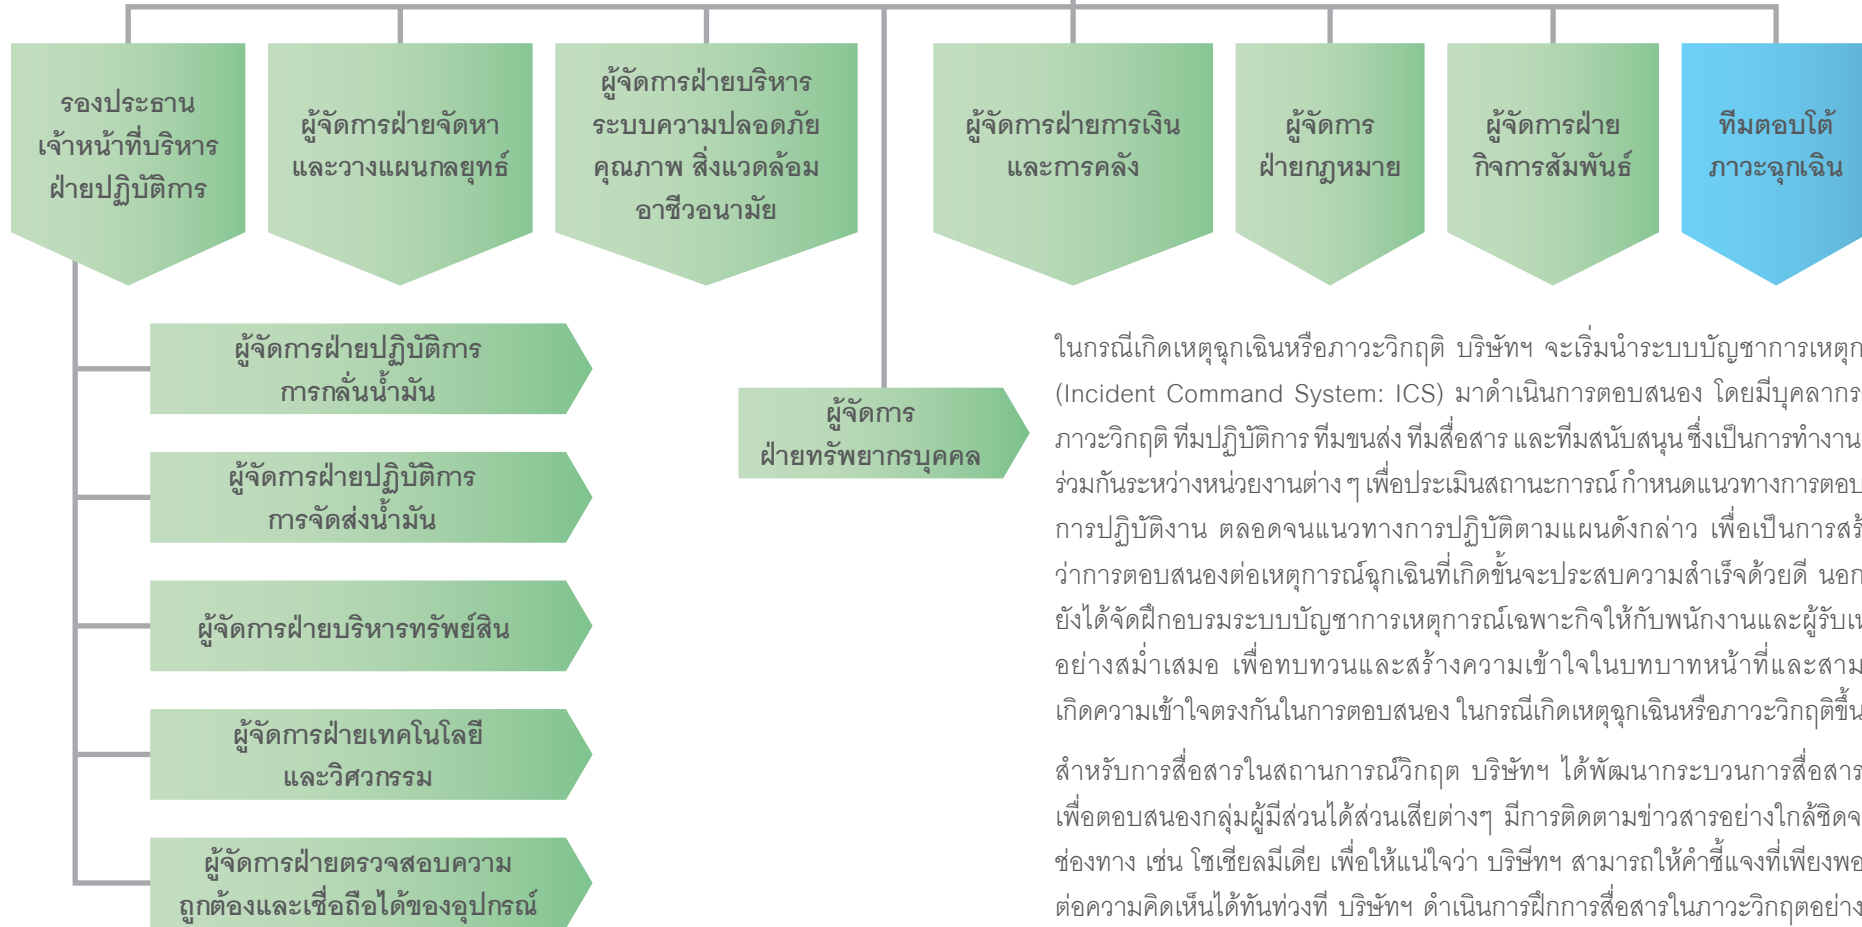 รองประธาน
เจ้าหน้าที่บริหาร
ฝ่ายปฏิบัติการ
ผู้จัดการฝ่ายจัดหา
และวางแผนกลยุทธ์
ผู้จัดการฝ่ายบริหาร
ระบบความปลอดภัย
คุณภาพ สิ่งแวดล้อม
อาชีวอนามัย
ผู้จัดการฝ่ายการเงิน
และการคลัง
ผู้จัดการ
ฝ่ายกฎหมาย
ผู้จัดการฝ่าย
กิจการสัมพันธ์
ทีมตอบโต้
ภาวะฉุกเฉิน
ผู้จัดการฝ่ายปฏิบัติการ
การกลั่นน้ำมัน
ผู้จัดการฝ่ายปฏิบัติการ
การจัดส่งน้ำมัน
ผู้จัดการฝ่ายบริหารทรัพย์สิน
ผู้จัดการฝ่ายเทคโนโลยี
และวิศวกรรม
ผู้จัดการฝ่ายตรวจสอบความ
ถูกต้องและเชื่อถือได้ของอุปกรณ์
ผู้จัดการ
ฝ่ายทรัพยากรบุคคล
ในกรณีเกิดเหตุฉุกเฉินหรือภาวะวิกฤติ บริษัทฯ จะเริ่มนำระบบบัญชาการเหตุก
(Incident Command System: ICS) มาดำเนินการตอบสนอง โดยมีบุคลากร
ภาวะวิกฤติ ทีมปฏิบัติการ ทีมขนส่ง ทีมสื่อสาร และทีมสนับสนุน ซึ่งเป็นการทำงาน
ร่วมกันระหว่างหน่วยงานต่าง ๆ เพื่อประเมินสถานะการณ์ กำหนดแนวทางการตอบ
การปฏิบัติงาน ตลอดจนแนวทางการปฏิบัติตามแผนดังกล่าว เพื่อเป็นการสร้
ว่าการตอบสนองต่อเหตุการณ์ฉุกเฉินที่เกิดขั้นจะประสบความสำเร็จด้วยดี นอก
ยังได้จัดฝึกอบรมระบบบัญชาการเหตุการณ์เฉพาะกิจให้กับพนักงานและผู้รับเห
อย่างสม่ำเสมอ เพื่อทบทวนและสร้างความเข้าใจในบทบาทหน้าที่และสาม
เกิดความเข้าใจตรงกันในการตอบสนอง ในกรณีเกิดเหตุฉุกเฉินหรือภาวะวิกฤติขึ้น
สำหรับการสื่อสารในสถานการณ์วิกฤต บริษัทฯ ได้พัฒนากระบวนการสื่อสาร
เพื่อตอบสนองกลุ่มผู้มีส่วนได้ส่วนเสียต่างๆ มีการติดตามข่าวสารอย่างใกล้ชิดจ
ช่องทาง เช่น โซเชียลมีเดีย เพื่อให้แน่ใจว่า บริษีทฯ สามารถให้คำชี้แจงที่เพียงพอ
ต่อความคิดเห็นได้ทันท่วงที บริษัทฯ ดำเนินการฝึกการสื่อสารในภาวะวิกฤตอย่าง